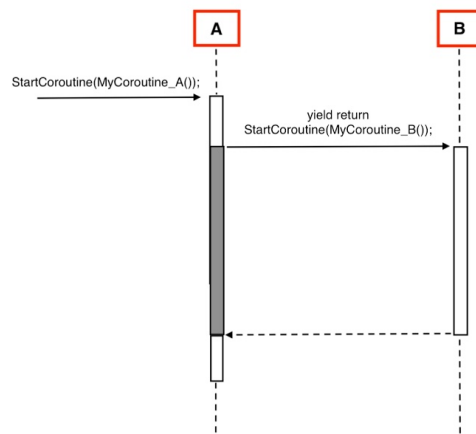 A
B
StartCoroutine(MyCoroutine_A());
yield return
StartCoroutine(MyCoroutine_B());